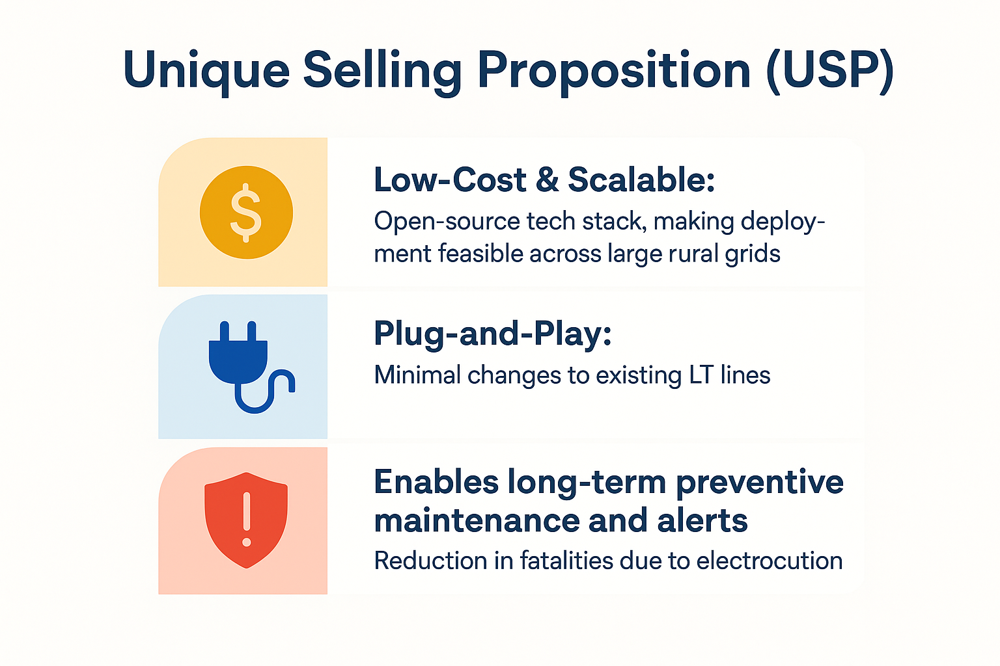 Unique Selling Proposition (USP)
$
Low-Cost & Scalable:
Open-source tech stack, making deploy-
ment feasible across large rural grids
Plug-and-Play:
Minimal changes to existing LT lines
!
Enables long-term preventive
maintenance and alerts
Reduction in fatalities due to electrocution